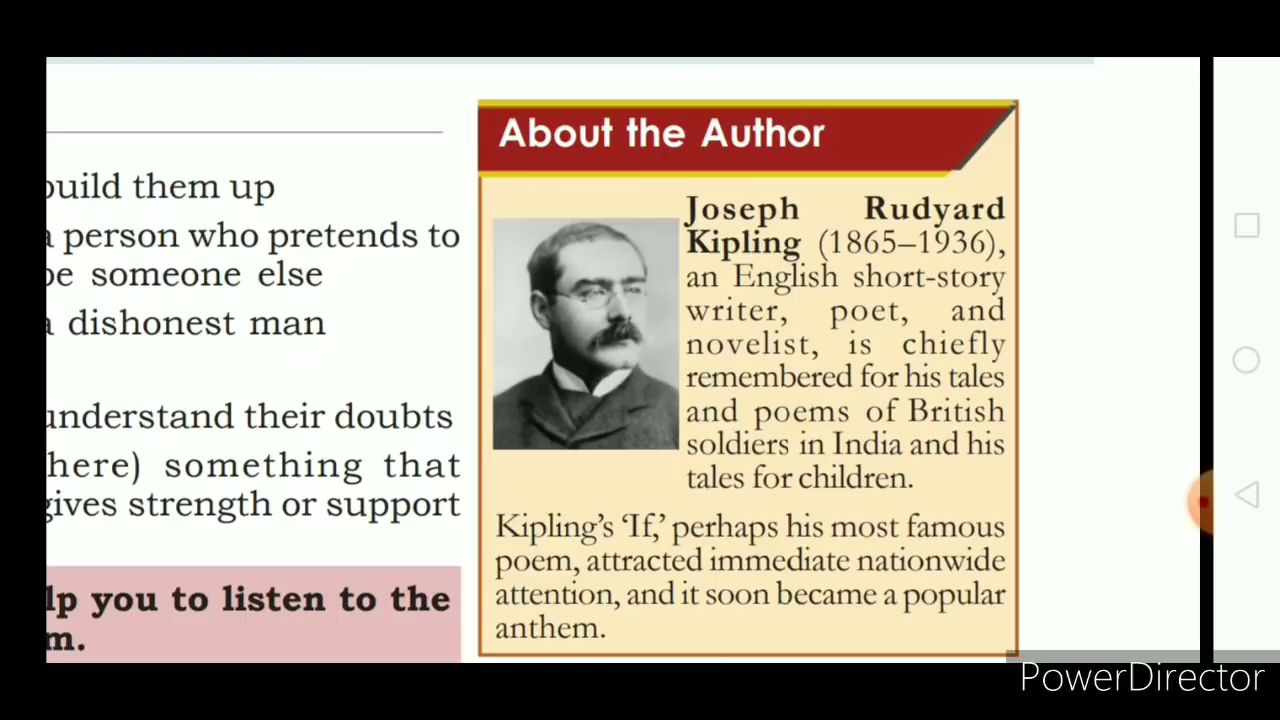 build them up
a person who pretends to
be someone else
a dishonest man
understand their doubts
here) something that
gives strength or support
lp you to listen to the
m.
About the Author
Joseph Rudyard
Kipling (1865–1936),
an English short-story
writer, poet, and
novelist, is chiefly
remembered for his tales
and poems of British
soldiers in India and his
tales for children.
Kipling's 'If,' perhaps his most famous
poem, attracted immediate nationwide
attention, and it soon became a popular
anthem.
PowerDirector